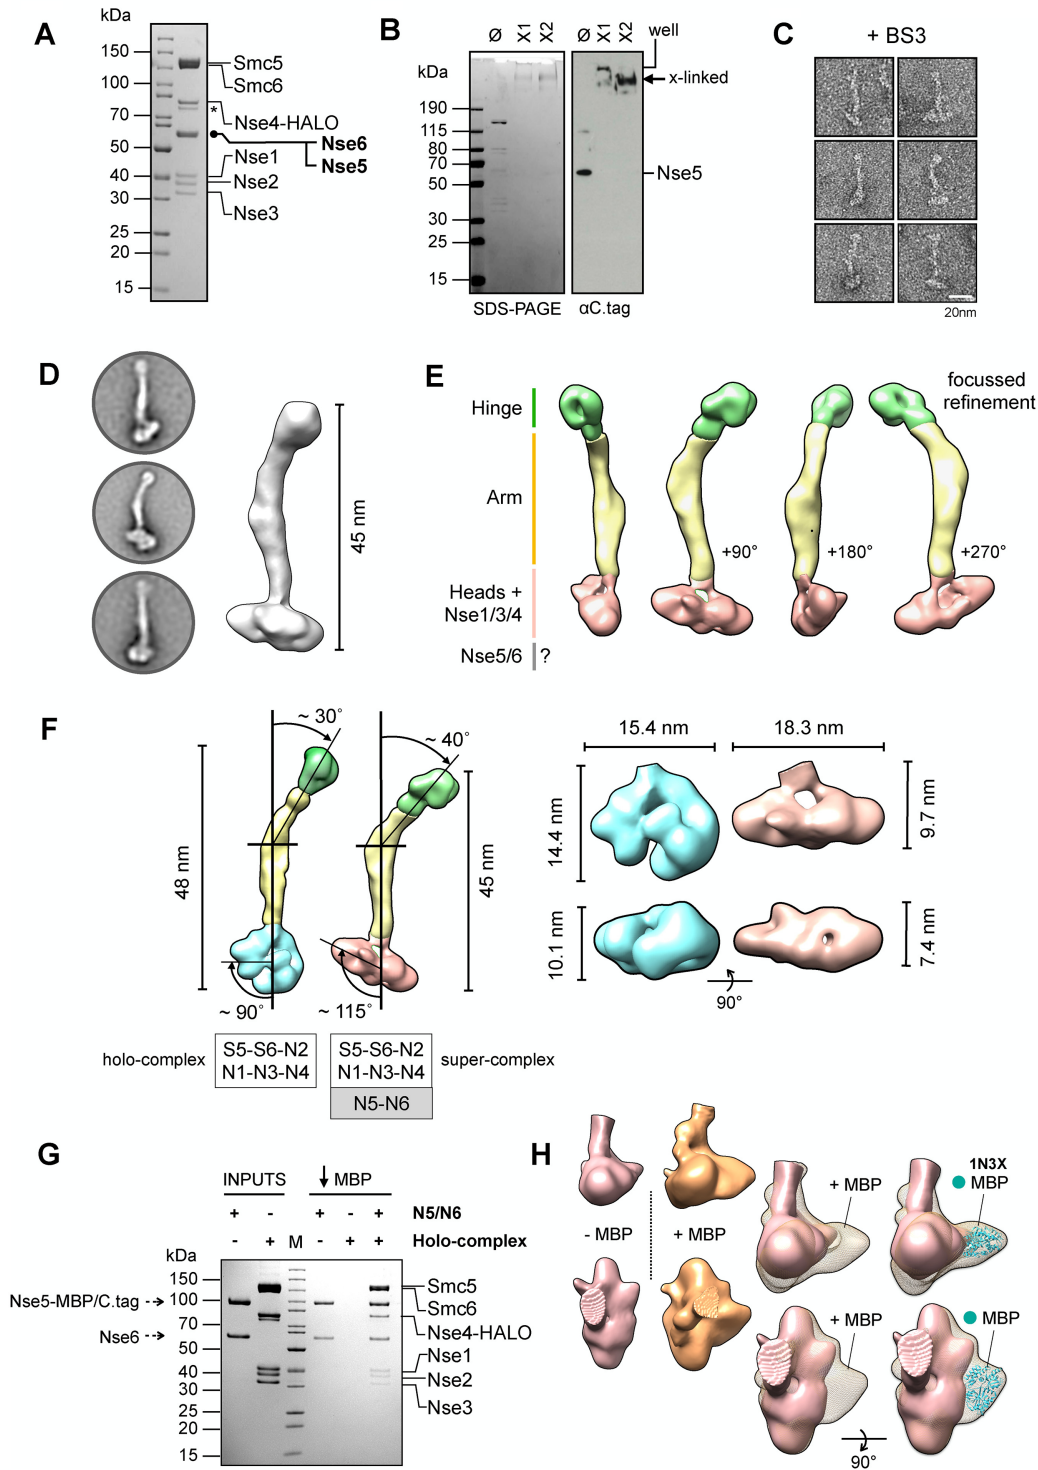 A
kDa
150
100
70
50
40
30
25
20
15
Smc5
Smc6
*
Nse4-HALO
Nse6
Nse5
Nse1
Nse2
Nse3
B
Ø X1 X2
Ø X1 X2
well
x-linked
kDa
190
115
80
70
50
30
25
15
Nse5
SDS-PAGE
αC.tag
C
+ BS3
20nm
D
45 nm
E
focussed
refinement
Hinge
Arm
+90°
+180°
+270°
Heads +
Nse1/3/4
Nse5/6
?
F
~ 30°
~ 40°
48 nm
45 nm
~ 90°
~ 115°
15.4 nm
18.3 nm
14.4 nm
9.7 nm
10.1 nm
7.4 nm
90°
holo-complex
S5-S6-N2
N1-N3-N4
S5-S6-N2
N1-N3-N4
N5-N6
super-complex
G
INPUTS
MBP
+ - + - + N5/N6
- + M - + + Holo-complex
kDa
150
100
70
50
40
30
25
20
15
Nse5-MBP/C.tag
Nse6
Smc5
Smc6
Nse4-HALO
Nse1
Nse2
Nse3
H
- MBP
+ MBP
+ MBP
1N3X
MBP
+ MBP
MBP
90°